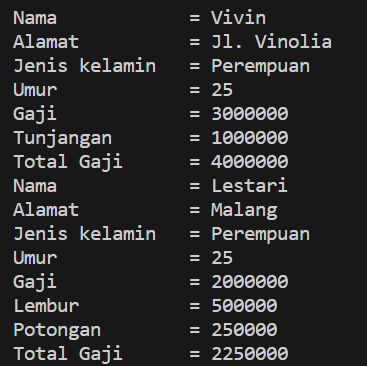 Nama = Vivin
Alamat = Jl. Vinolia
Jenis kelamin = Perempuan
Umur = 25
Gaji = 3000000
Tunjangan = 1000000
Total Gaji = 4000000
Nama = Lestari
Alamat = Malang
Jenis kelamin = Perempuan
Umur = 25
Gaji = 2000000
Lembur = 500000
Potongan = 250000
Total Gaji = 2250000